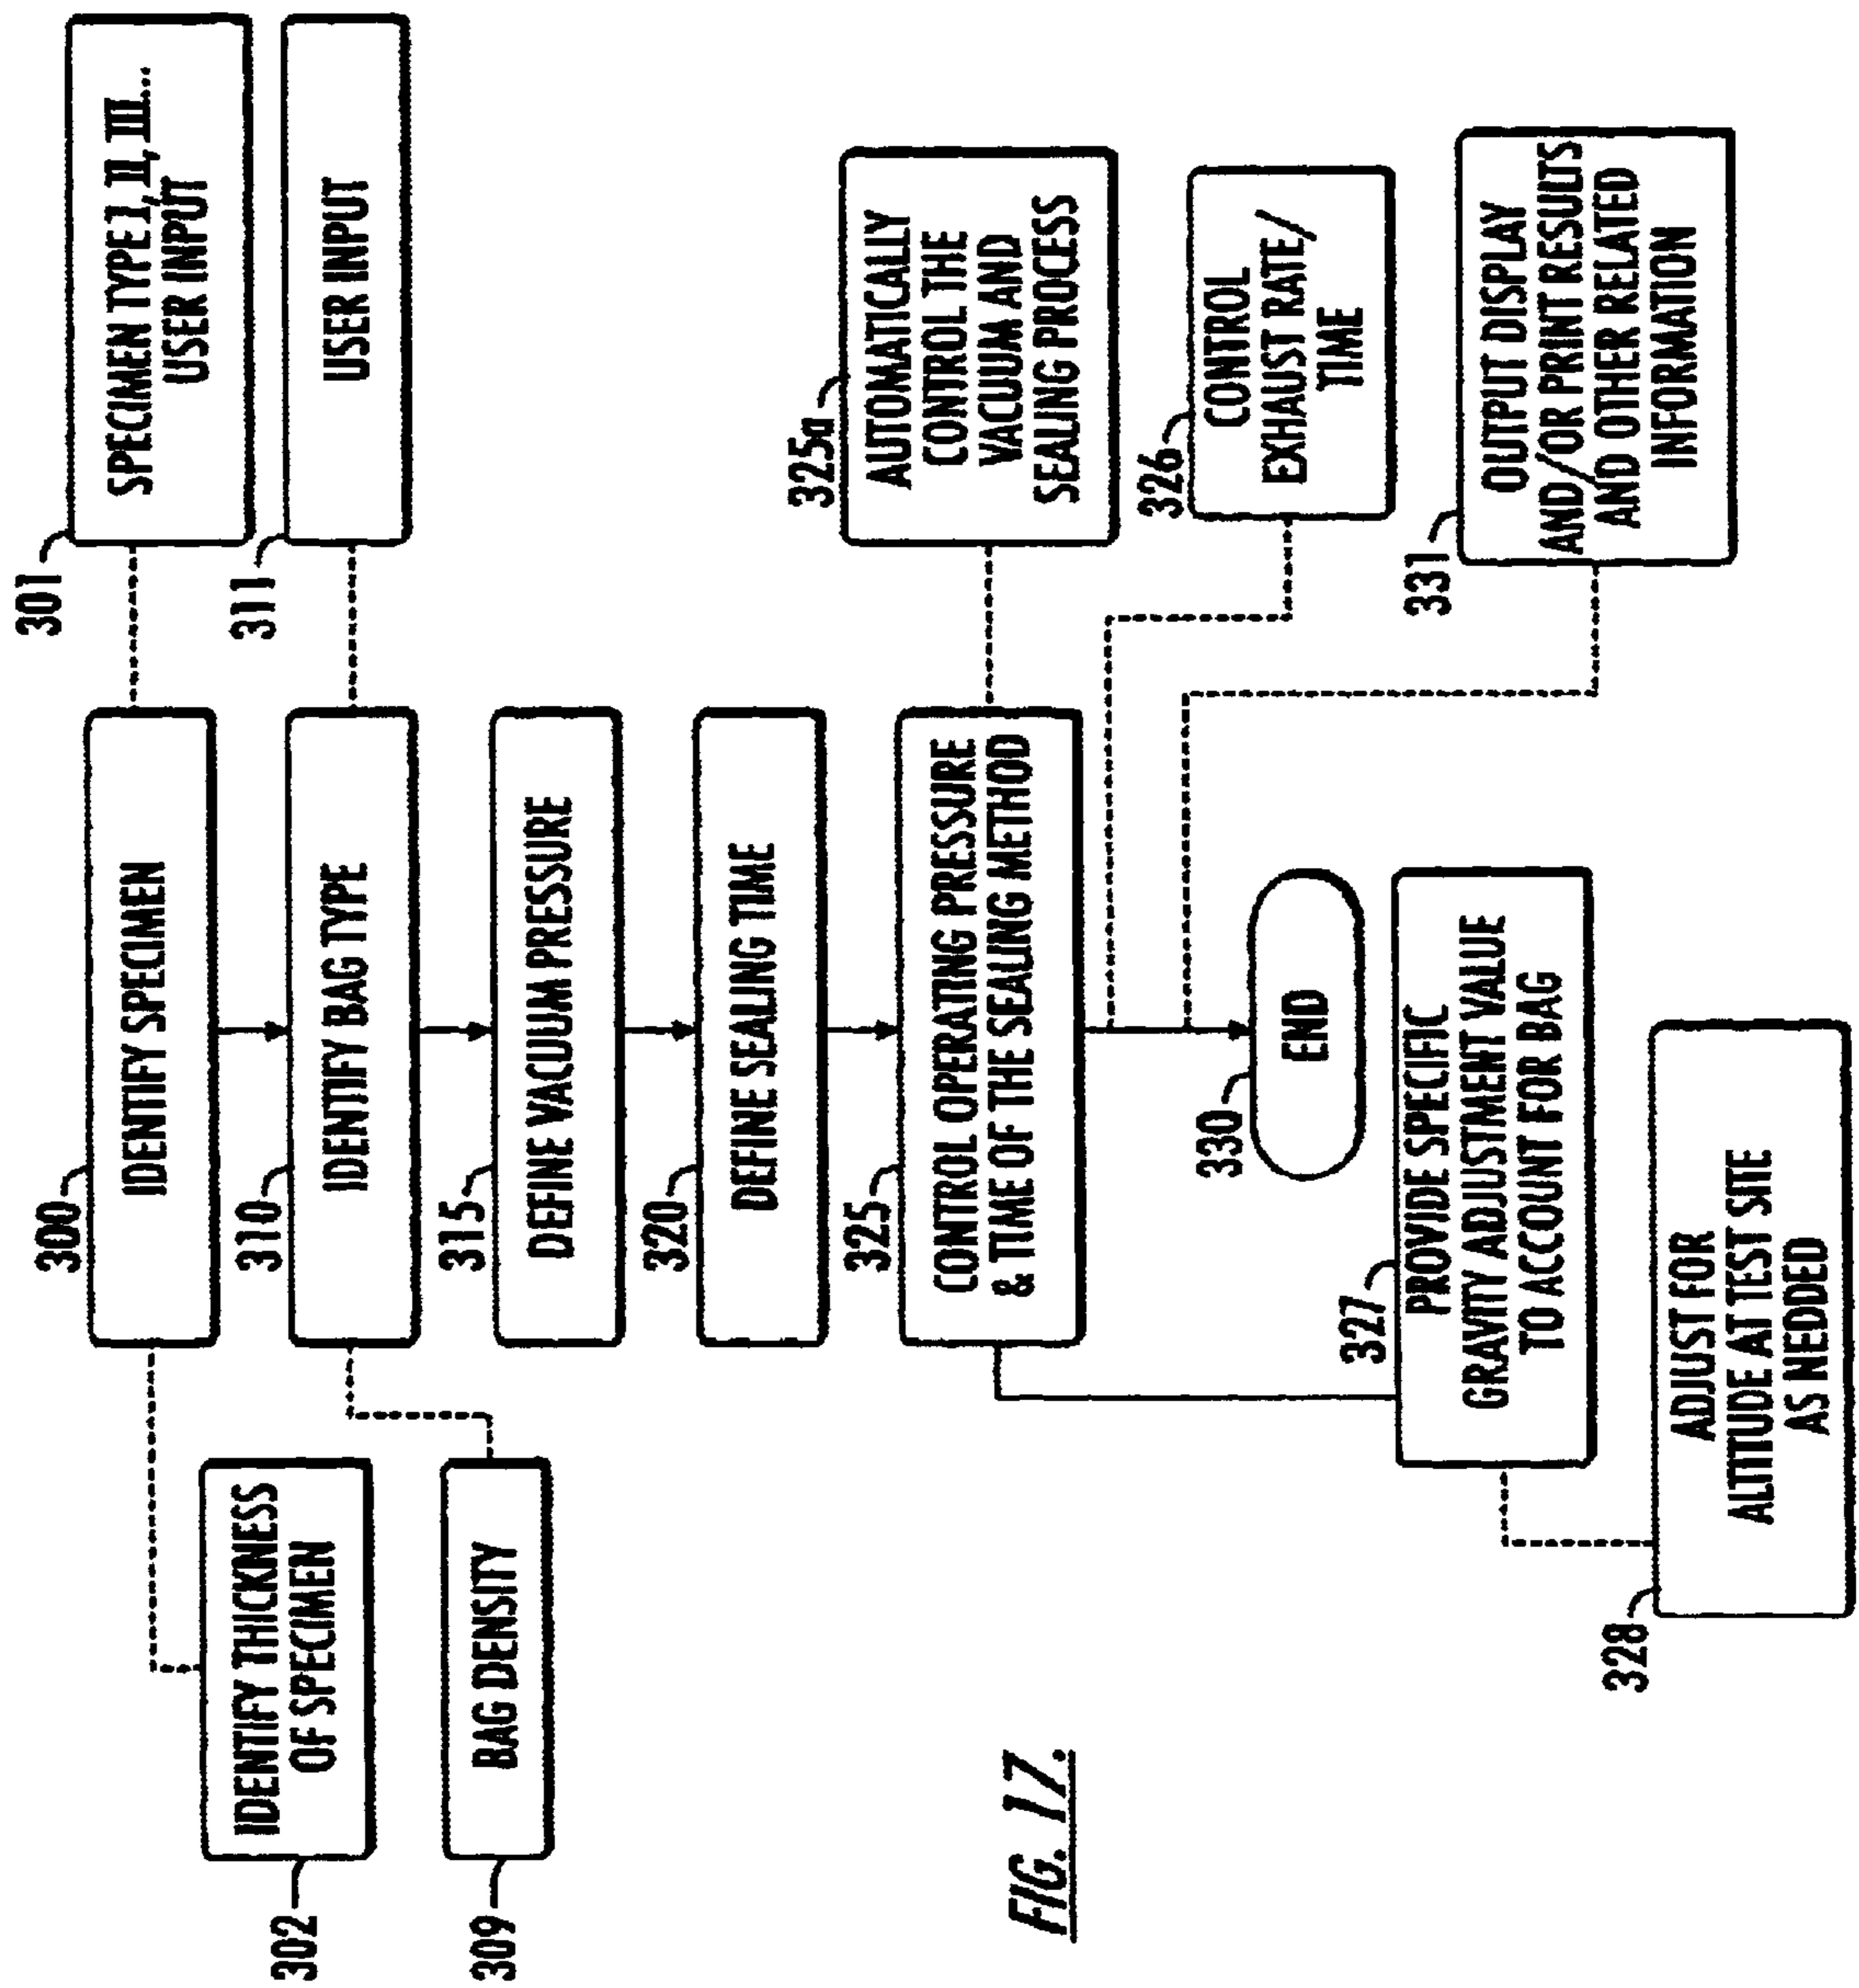 301
SPECIMEN TYPE I, II, III...
USER INPUT
300
IDENTIFY SPECIMEN
302
IDENTIFY THICKNESS
OF SPECIMEN
311
USER INPUT
310
IDENTIFY BAG TYPE
309
BAG DENSITY
315
DEFINE VACUUM PRESSURE
320
DEFINE SEALING TIME
325
CONTROL OPERATING PRESSURE
& TIME OF THE SEALING METHOD
325a
AUTOMATICALLY
CONTROL THE
VACUUM AND
SEALING PROCESS
326
CONTROL
EXHAUST RATE/
TIME
330
END
327
PROVIDE SPECIFIC
GRAVITY ADJUSTMENT VALUE
TO ACCOUNT FOR BAG
331
OUTPUT DISPLAY
AND/OR PRINT RESULTS
AND OTHER RELATED
INFORMATION
328
ADJUST FOR
ALTITUDE AT TEST SITE
AS NEDDED
FIG. 17.